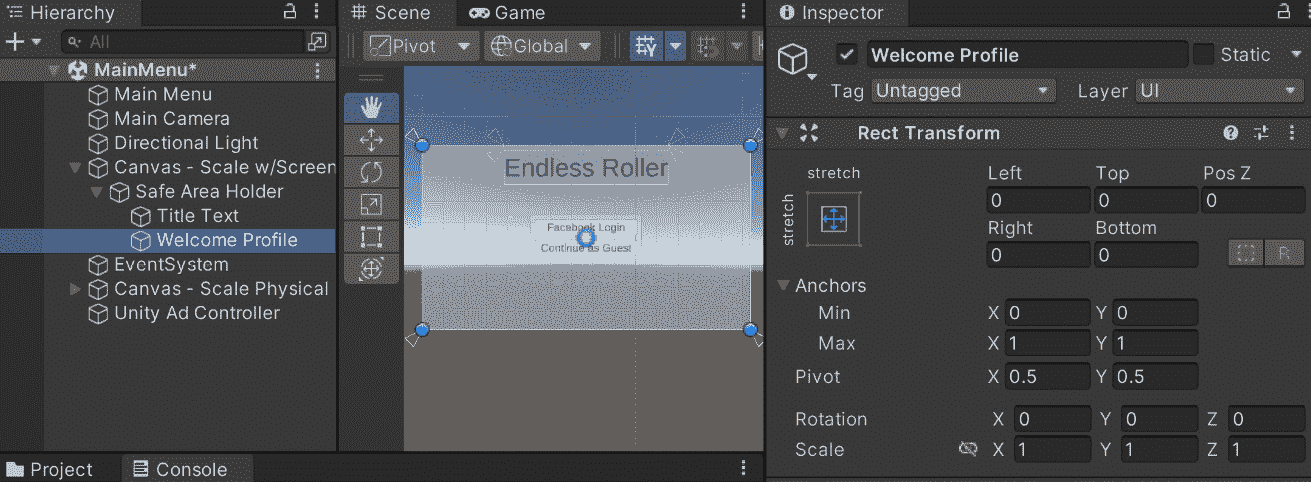 Hierarchy
All
MainMenu*
Main Menu
Main Camera
Directional Light
Canvas - Scale w/Screen
Safe Area Holder
Title Text
Welcome Profile
EventSystem
Canvas - Scale Physical
Unity Ad Controller
Project Console
Scene Game
Pivot Global
Endless Roller
Facebook Login
Continue as Guest
Inspector
Welcome Profile Static
Tag Untagged Layer UI
Rect Transform
stretch
stretch
Left Top Pos Z
0 0 0
Right Bottom
0 0 R
Anchors
Min X 0 Y 0
Max X 1 Y 1
Pivot X 0.5 Y 0.5
Rotation X 0 Y 0 Z 0
Scale X 1 Y 1 Z 1